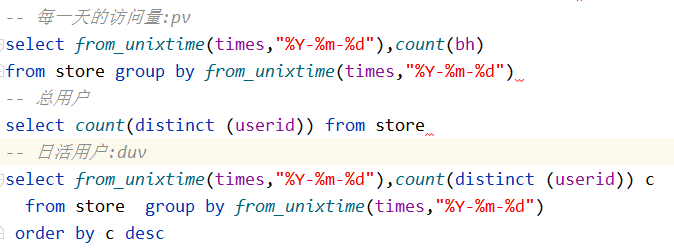 -- 每一天的访问量:pv
select from_unixtime(times,"%Y-%m-%d"),count(bh)
from store group by from_unixtime(times,"%Y-%m-%d")
-- 总用户
select count(distinct (userid)) from store
-- 日活用户:duv
select from_unixtime(times,"%Y-%m-%d"),count(distinct (userid)) c
from store  group by from_unixtime(times,"%Y-%m-%d")
order by c desc